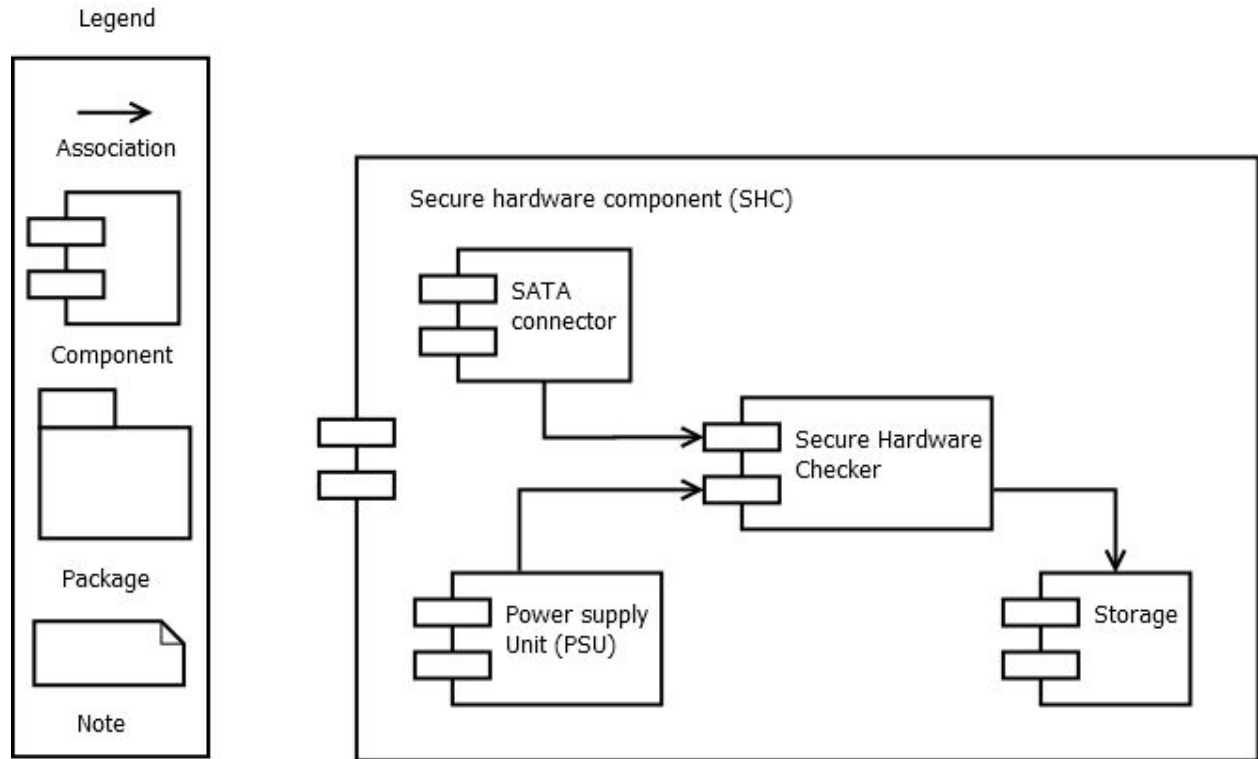 Legend
Association
Component
Package
Note
Secure hardware component (SHC)
SATA
connector
Secure Hardware
Checker
Power supply
Unit (PSU)
Storage